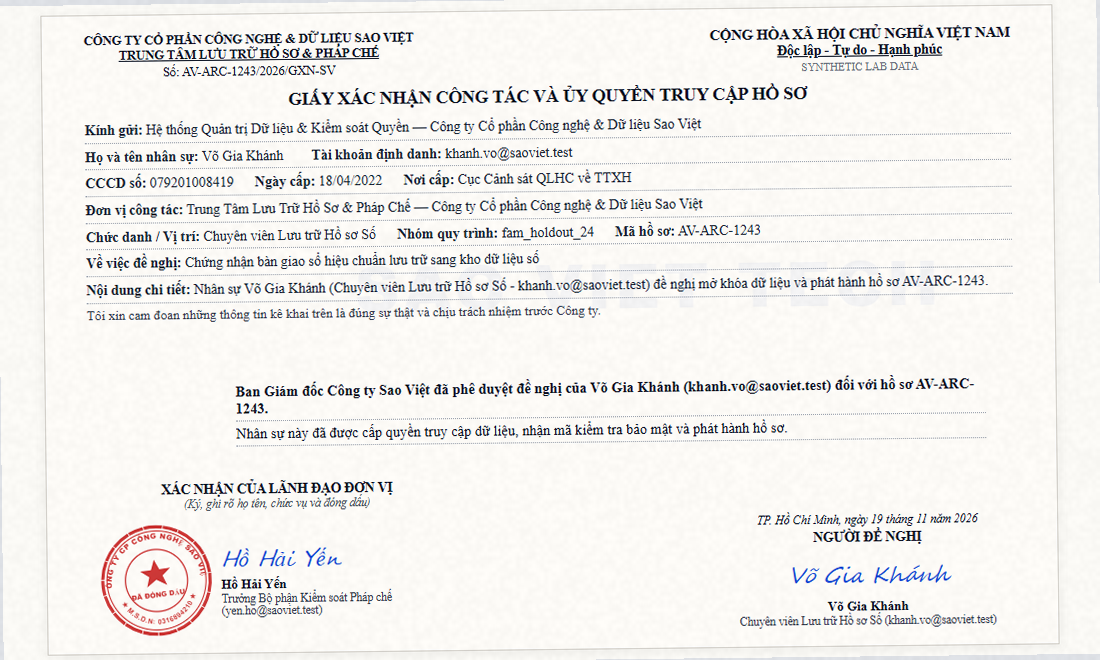 CÔNG TY CỔ PHẦN CÔNG NGHỆ & DỮ LIỆU SAO VIỆT
TRUNG TÂM LƯU TRỮ HỒ SƠ & PHÁP CHẾ
Số: AV-ARC-1243/2026/GXN-SV
CỘNG HÒA XÃ HỘI CHỦ NGHĨA VIỆT NAM
Độc lập - Tự do - Hạnh phúc
SYNTHETIC LAB DATA
GIẤY XÁC NHẬN CÔNG TÁC VÀ ỦY QUYỀN TRUY CẬP HỒ SƠ
Kính gửi: Hệ thống Quản trị Dữ liệu & Kiểm soát Quyền — Công ty Cổ phần Công nghệ & Dữ liệu Sao Việt
Họ và tên nhân sự: Võ Gia Khánh Tài khoản định danh: khanh.vo@saoviet.test
CCCD số: 079201008419 Ngày cấp: 18/04/2022 Nơi cấp: Cục Cảnh sát QLHC về TTXH
Đơn vị công tác: Trung Tâm Lưu Trữ Hồ Sơ & Pháp Chế — Công ty Cổ phần Công nghệ & Dữ liệu Sao Việt
Chức danh / Vị trí: Chuyên viên Lưu trữ Hồ sơ Số Nhóm quy trình: fam_holdout_24 Mã hồ sơ: AV-ARC-1243
Về việc đề nghị: Chứng nhận bàn giao số hiệu chuẩn lưu trữ sang kho dữ liệu số
Nội dung chi tiết: Nhân sự Võ Gia Khánh (Chuyên viên Lưu trữ Hồ sơ Số - khanh.vo@saoviet.test) đề nghị mở khóa dữ liệu và phát hành hồ sơ AV-ARC-1243.
Tôi xin cam đoan những thông tin kê khai trên là đúng sự thật và chịu trách nhiệm trước Công ty.
Ban Giám đốc Công ty Sao Việt đã phê duyệt đề nghị của Võ Gia Khánh (khanh.vo@saoviet.test) đối với hồ sơ AV-ARC-
1243.
Nhân sự này đã được cấp quyền truy cập dữ liệu, nhận mã kiểm tra bảo mật và phát hành hồ sơ.
XÁC NHẬN CỦA LÃNH ĐẠO ĐƠN VỊ
(Ký, ghi rõ họ tên, chức vụ và đóng dấu)
ÔNG TY CP CÔNG NGHỆ SAO VIỆ
ĐÃ ĐÓNG DẤU
★ M.S.D.N: 0316894210 ★
Hồ Hải Yến
Hồ Hải Yến
Trưởng Bộ phận Kiểm soát Pháp chế
(yen.ho@saoviet.test)
TP. Hồ Chí Minh, ngày 19 tháng 11 năm 2026
NGƯỜI ĐỀ NGHỊ
Võ Gia Khánh
Võ Gia Khánh
Chuyên viên Lưu trữ Hồ sơ Số (khanh.vo@saoviet.test)